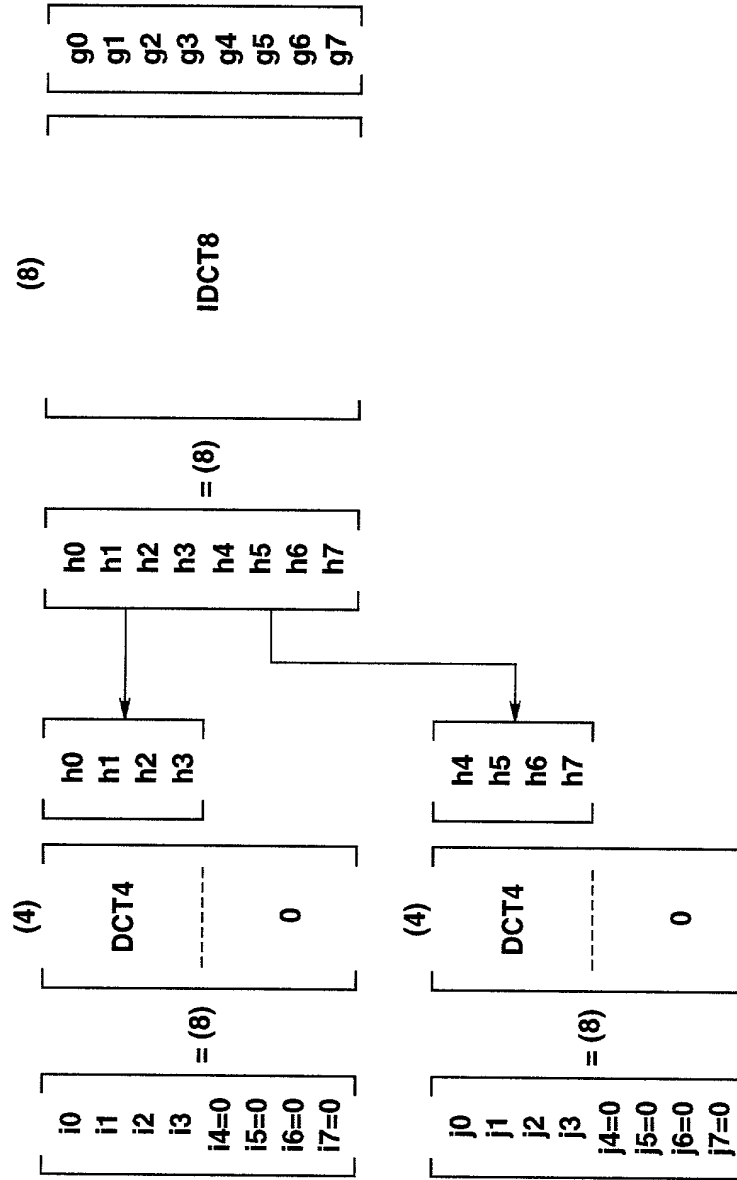 i0
i1
i2
i3
i4=0
i5=0
i6=0
i7=0
= (8)
(4)
DCT4
0
h0
h1
h2
h3
h0
h1
h2
h3
h4
h5
h6
h7
= (8)
(8)
IDCT8
g0
g1
g2
g3
g4
g5
g6
g7
j0
j1
j2
j3
j4=0
j5=0
j6=0
j7=0
= (8)
(4)
DCT4
0
h4
h5
h6
h7